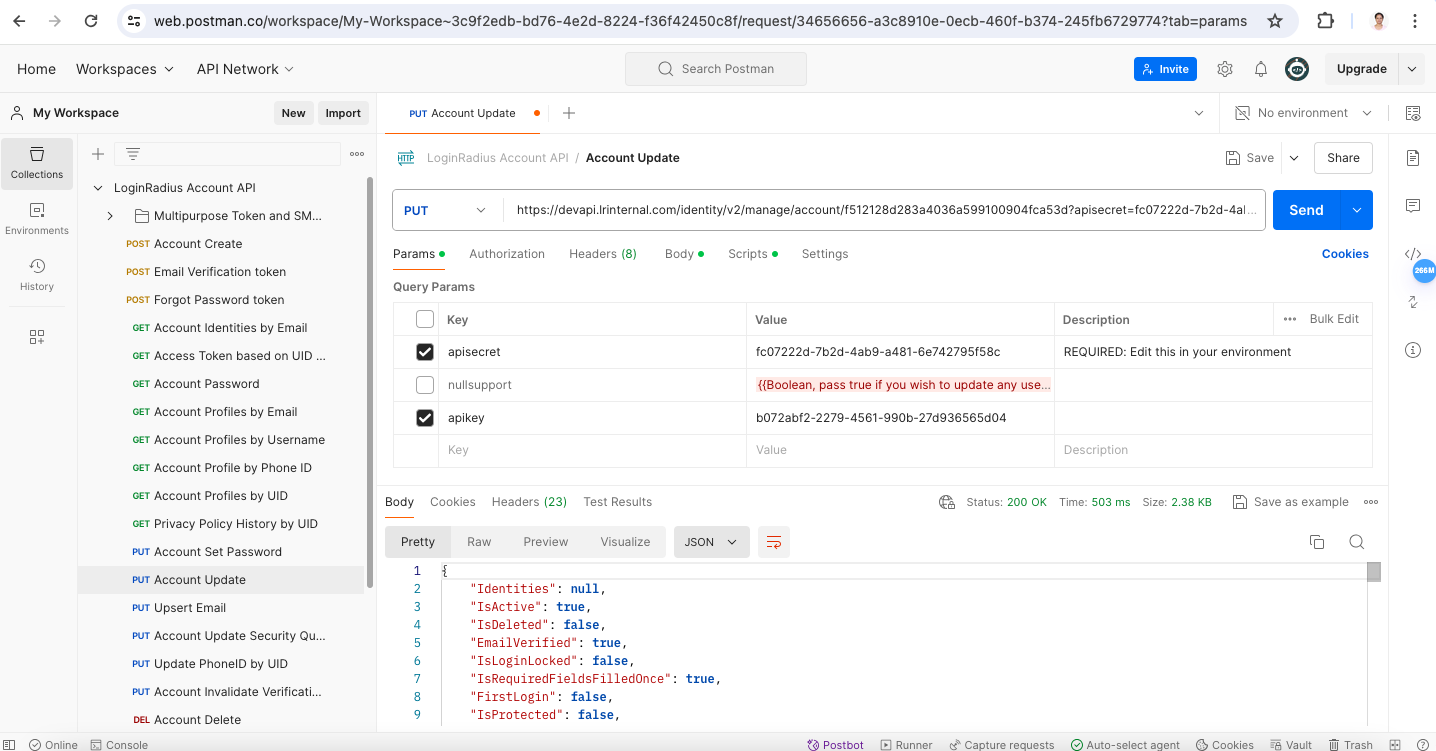 web.postman.co/workspace/My-Workspace~3c9f2edb-bd76-4e2d-8224-f36f42450c8f/request/34656656-a3c8910e-0ecb-460f-b374-245fb6729774?tab=params
Home Workspaces API Network Search Postman Invite Upgrade
My Workspace New Import PUT Account Update No environment
Collections
Environments
History
LoginRadius Account API
Multipurpose Token and SM...
POST Account Create
POST Email Verification token
POST Forgot Password token
GET Account Identities by Email
GET Access Token based on UID ...
GET Account Password
GET Account Profiles by Email
GET Account Profiles by Username
GET Account Profile by Phone ID
GET Account Profiles by UID
GET Privacy Policy History by UID
PUT Account Set Password
PUT Account Update
PUT Upsert Email
PUT Account Update Security Qu...
PUT Update PhoneID by UID
PUT Account Invalidate Verificati...
DEL Account Delete
HTTP LoginRadius Account API / Account Update Save Share
PUT https://devapi.lrinternal.com/identity/v2/manage/account/f512128d283a4036a599100904fca53d?apisecret=fc07222d-7b2d-4al... Send
Params Authorization Headers (8) Body Scripts Settings Cookies
266M
Query Params
Key Value Description Bulk Edit
apisecret fc07222d-7b2d-4ab9-a481-6e742795f58c REQUIRED: Edit this in your environment
nullsupport {{Boolean, pass true if you wish to update any use...
apikey b072abf2-2279-4561-990b-27d936565d04
Key Value Description
Body Cookies Headers (23) Test Results Status: 200 OK Time: 503 ms Size: 2.38 KB Save as example
Pretty Raw Preview Visualize JSON
1 {
2 "Identities": null,
3 "IsActive": true,
4 "IsDeleted": false,
5 "EmailVerified": true,
6 "IsLoginLocked": false,
7 "IsRequiredFieldsFilledOnce": true,
8 "FirstLogin": false,
9 "IsProtected": false,
Online Console Postbot Runner Capture requests Auto-select agent Cookies Vault Trash